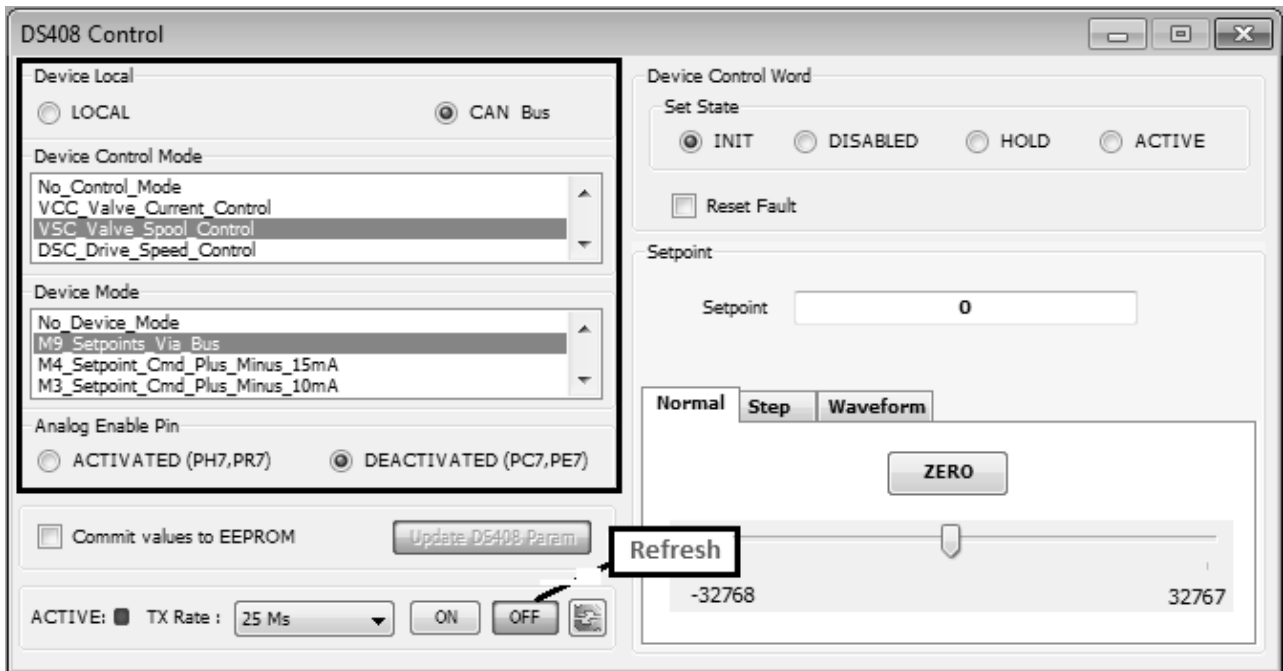 DS408 Control
Device Local
LOCAL
CAN Bus
Device Control Mode
No_Control_Mode
VCC_Valve_Current_Control
VSC_Valve_Spool_Control
DSC_Drive_Speed_Control
Device Mode
No_Device_Mode
M9_Setpoints_Via_Bus
M4_Setpoint_Cmd_Plus_Minus_15mA
M3_Setpoint_Cmd_Plus_Minus_10mA
Analog Enable Pin
ACTIVATED (PH7,PR7)
DEACTIVATED (PC7,PE7)
Commit values to EEPROM
Update DS408 Param
Refresh
ACTIVE:
TX Rate :
25 Ms
ON
OFF
Device Control Word
Set State
INIT
DISABLED
HOLD
ACTIVE
Reset Fault
Setpoint
Setpoint
0
Normal
Step
Waveform
ZERO
-32768
32767